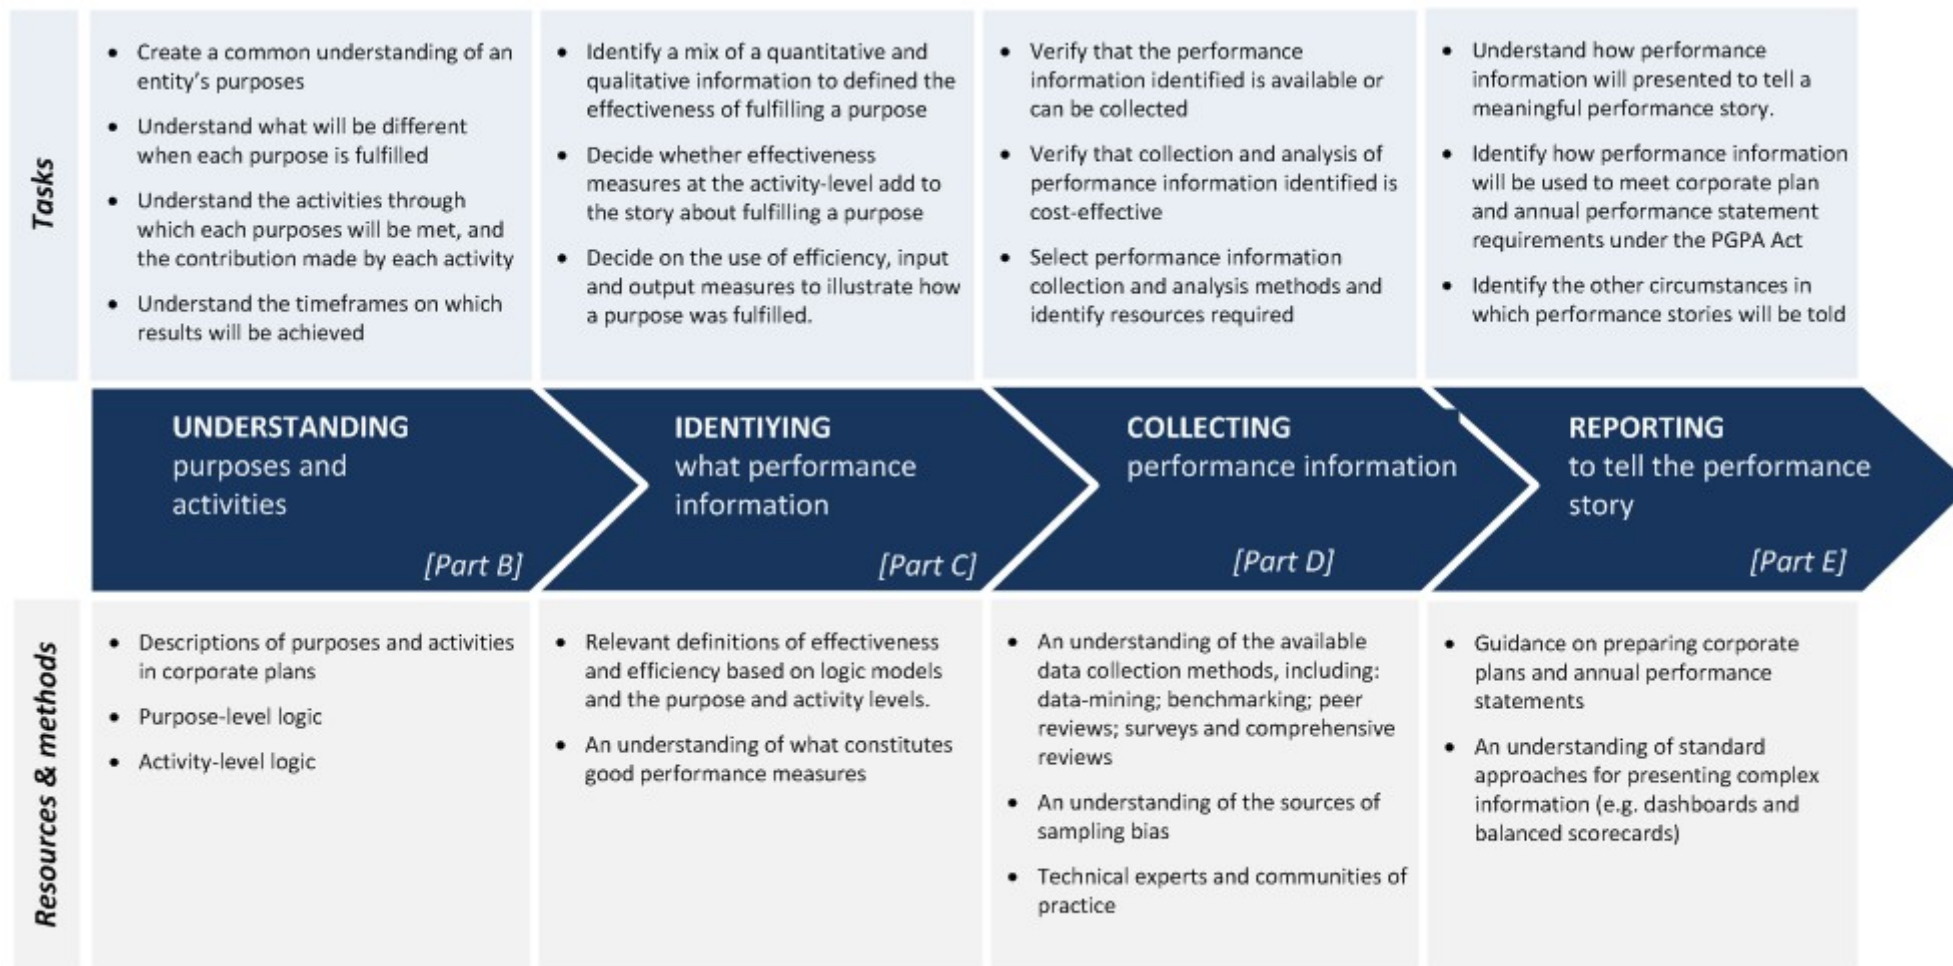 Tasks
• Create a common understanding of an
entity's purposes
• Understand what will be different
when each purpose is fulfilled
• Understand the activities through
which each purposes will be met, and
the contribution made by each activity
• Understand the timeframes on which
results will be achieved
• Identify a mix of a quantitative and
qualitative information to defined the
effectiveness of fulfilling a purpose
• Decide whether effectiveness
measures at the activity-level add to
the story about fulfilling a purpose
• Decide on the use of efficiency, input
and output measures to illustrate how
a purpose was fulfilled.
• Verify that the performance
information identified is available or
can be collected
• Verify that collection and analysis of
performance information identified is
cost-effective
• Select performance information
collection and analysis methods and
identify resources required
• Understand how performance
information will presented to tell a
meaningful performance story.
• Identify how performance information
will be used to meet corporate plan
and annual performance statement
requirements under the PGPA Act
• Identify the other circumstances in
which performance stories will be told
UNDERSTANDING
purposes and
activities
[Part B]
IDENTIYING
what performance
information
[Part C]
COLLECTING
performance information
[Part D]
REPORTING
to tell the performance
story
[Part E]
Resources & methods
• Descriptions of purposes and activities
in corporate plans
• Purpose-level logic
• Activity-level logic
• Relevant definitions of effectiveness
and efficiency based on logic models
and the purpose and activity levels.
• An understanding of what constitutes
good performance measures
• An understanding of the available
data collection methods, including:
data-mining; benchmarking; peer
reviews; surveys and comprehensive
reviews
• An understanding of the sources of
sampling bias
• Technical experts and communities of
practice
• Guidance on preparing corporate
plans and annual performance
statements
• An understanding of standard
approaches for presenting complex
information (e.g. dashboards and
balanced scorecards)